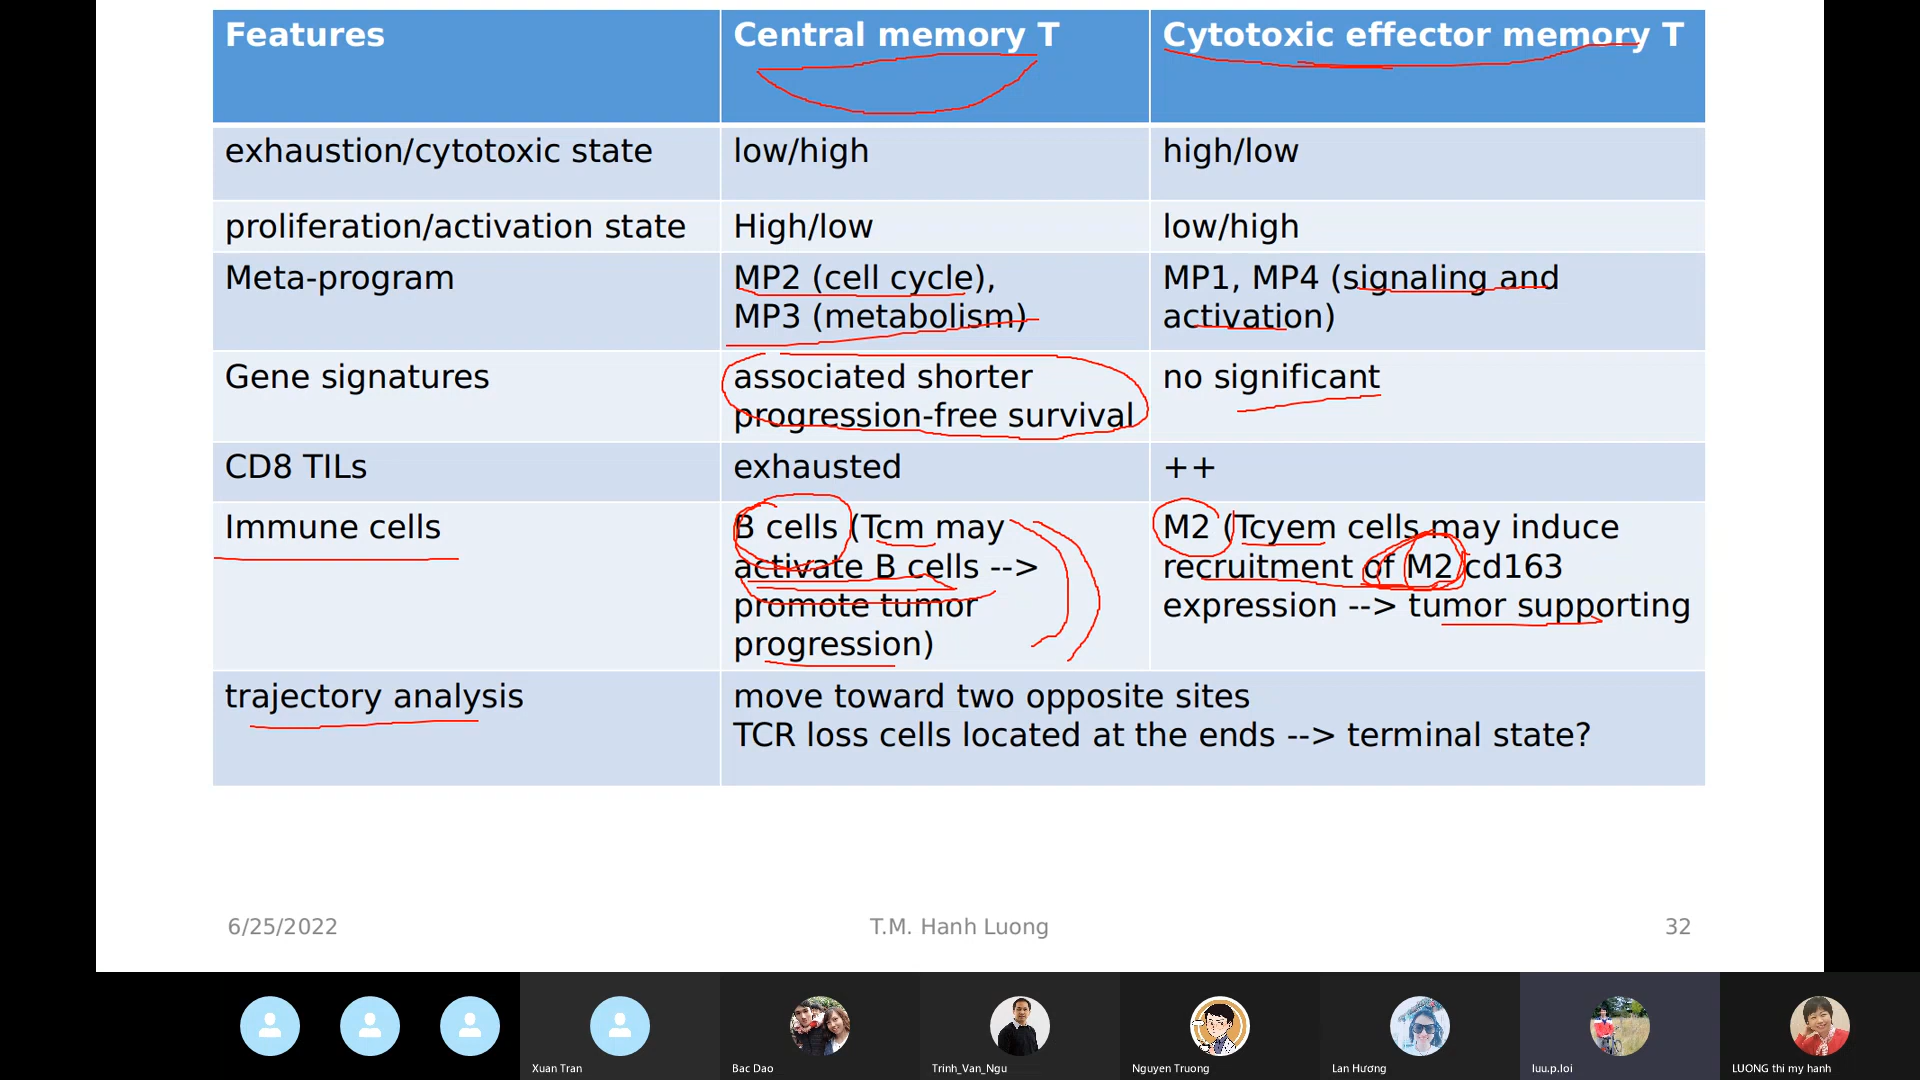 Features
Central memory T
Cytotoxic effector memory T
exhaustion/cytotoxic state
low/high
high/low
proliferation/activation state
High/low
low/high
Meta-program
MP2 (cell cycle),
MP3 (metabolism)
MP1, MP4 (signaling and
activation)
Gene signatures
associated shorter
progression-free survival
no significant
CD8 TILs
exhausted
++
Immune cells
B cells (Tcm may
activate B cells -->
promote tumor
progression)
M2 (Tcyem cells may induce
recruitment of M2 cd163
expression --> tumor supporting
trajectory analysis
move toward two opposite sites
TCR loss cells located at the ends --> terminal state?
6/25/2022
T.M. Hanh Luong
32
Xuan Tran
Bac Dao
Trinh_Van_Ngu
Nguyen Truong
Lan Hương
luu.p.loi
LUONG thi my hanh